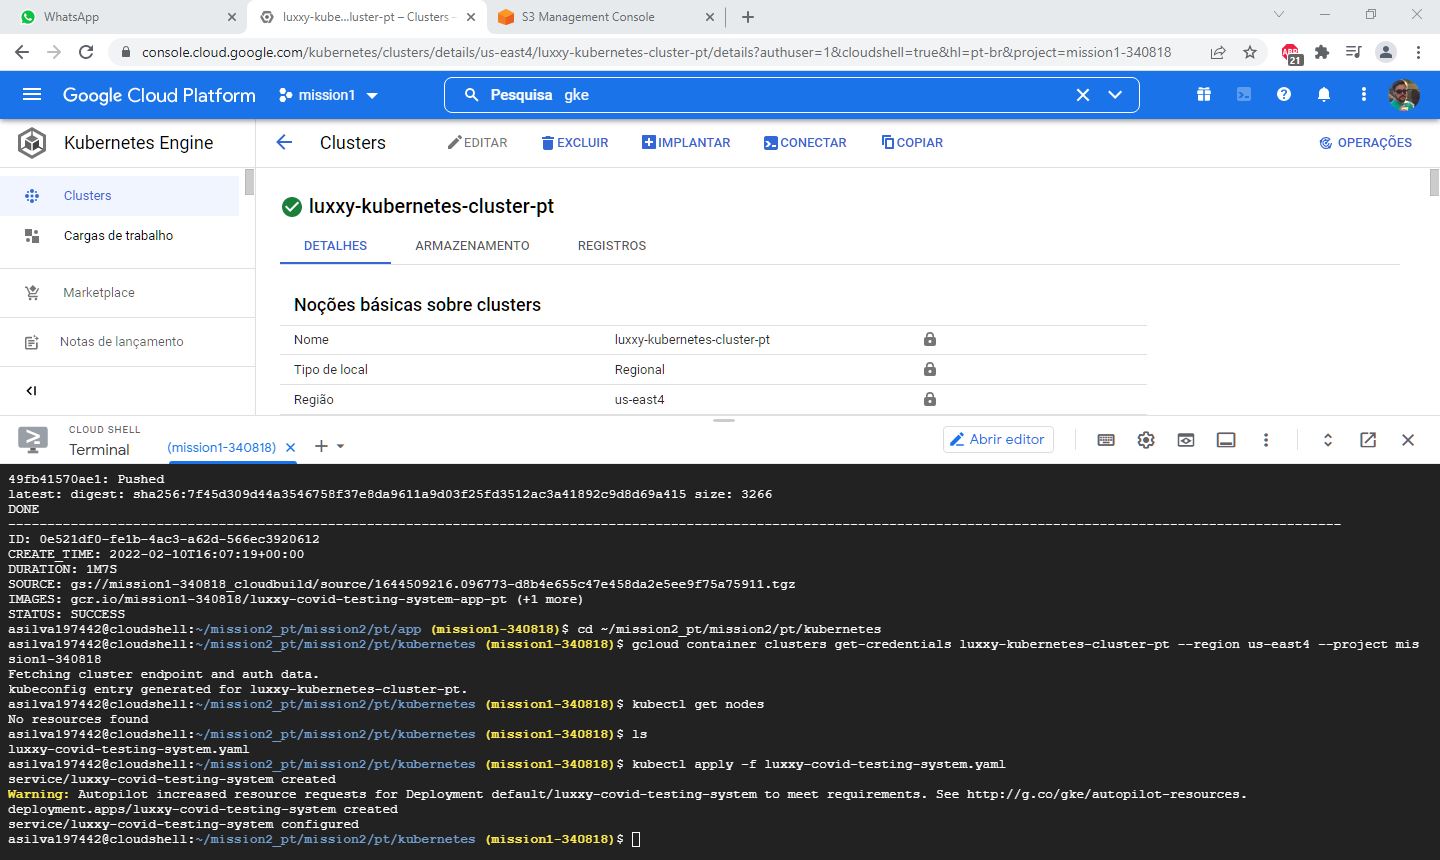 WhatsApp
luxxy-kube...luster-pt – Clusters –
S3 Management Console
console.cloud.google.com/kubernetes/clusters/details/us-east4/luxxy-kubernetes-cluster-pt/details?authuser=1&cloudshell=true&hl=pt-br&project=mission1-340818
ABP
21
Google Cloud Platform
mission1
Pesquisa gke
Kubernetes Engine
Clusters
EDITAR
EXCLUIR
IMPLANTAR
CONECTAR
COPIAR
OPERAÇÕES
Clusters
Cargas de trabalho
Marketplace
Notas de lançamento
luxxy-kubernetes-cluster-pt
DETALHES
ARMAZENAMENTO
REGISTROS
Noções básicas sobre clusters
Nome luxxy-kubernetes-cluster-pt
Tipo de local Regional
Região us-east4
CLOUD SHELL
Terminal
(mission1-340818)
Abrir editor
49fb41570ae1: Pushed
latest: digest: sha256:7f45d309d44a3546758f37e8da9611a9d03f25fd3512ac3a41892c9d8d69a415 size: 3266
DONE
---------------------------------------------------------------------------------------------------------------------------------------------------------------------------
ID: 0e521df0-fe1b-4ac3-a62d-566ec3920612
CREATE_TIME: 2022-02-10T16:07:19+00:00
DURATION: 1M7S
SOURCE: gs://mission1-340818_cloudbuild/source/1644509216.096773-d8b4e655c47e458da2e5ee9f75a75911.tgz
IMAGES: gcr.io/mission1-340818/luxxy-covid-testing-system-app-pt (+1 more)
STATUS: SUCCESS
asilva197442@cloudshell:~/mission2_pt/mission2/pt/app (mission1-340818)$ cd ~/mission2_pt/mission2/pt/kubernetes
asilva197442@cloudshell:~/mission2_pt/mission2/pt/kubernetes (mission1-340818)$ gcloud container clusters get-credentials luxxy-kubernetes-cluster-pt --region us-east4 --project mis
sion1-340818
Fetching cluster endpoint and auth data.
kubeconfig entry generated for luxxy-kubernetes-cluster-pt.
asilva197442@cloudshell:~/mission2_pt/mission2/pt/kubernetes (mission1-340818)$ kubectl get nodes
No resources found
asilva197442@cloudshell:~/mission2_pt/mission2/pt/kubernetes (mission1-340818)$ ls
luxxy-covid-testing-system.yaml
asilva197442@cloudshell:~/mission2_pt/mission2/pt/kubernetes (mission1-340818)$ kubectl apply -f luxxy-covid-testing-system.yaml
service/luxxy-covid-testing-system created
Warning: Autopilot increased resource requests for Deployment default/luxxy-covid-testing-system to meet requirements. See http://g.co/gke/autopilot-resources.
deployment.apps/luxxy-covid-testing-system created
service/luxxy-covid-testing-system configured
asilva197442@cloudshell:~/mission2_pt/mission2/pt/kubernetes (mission1-340818)$